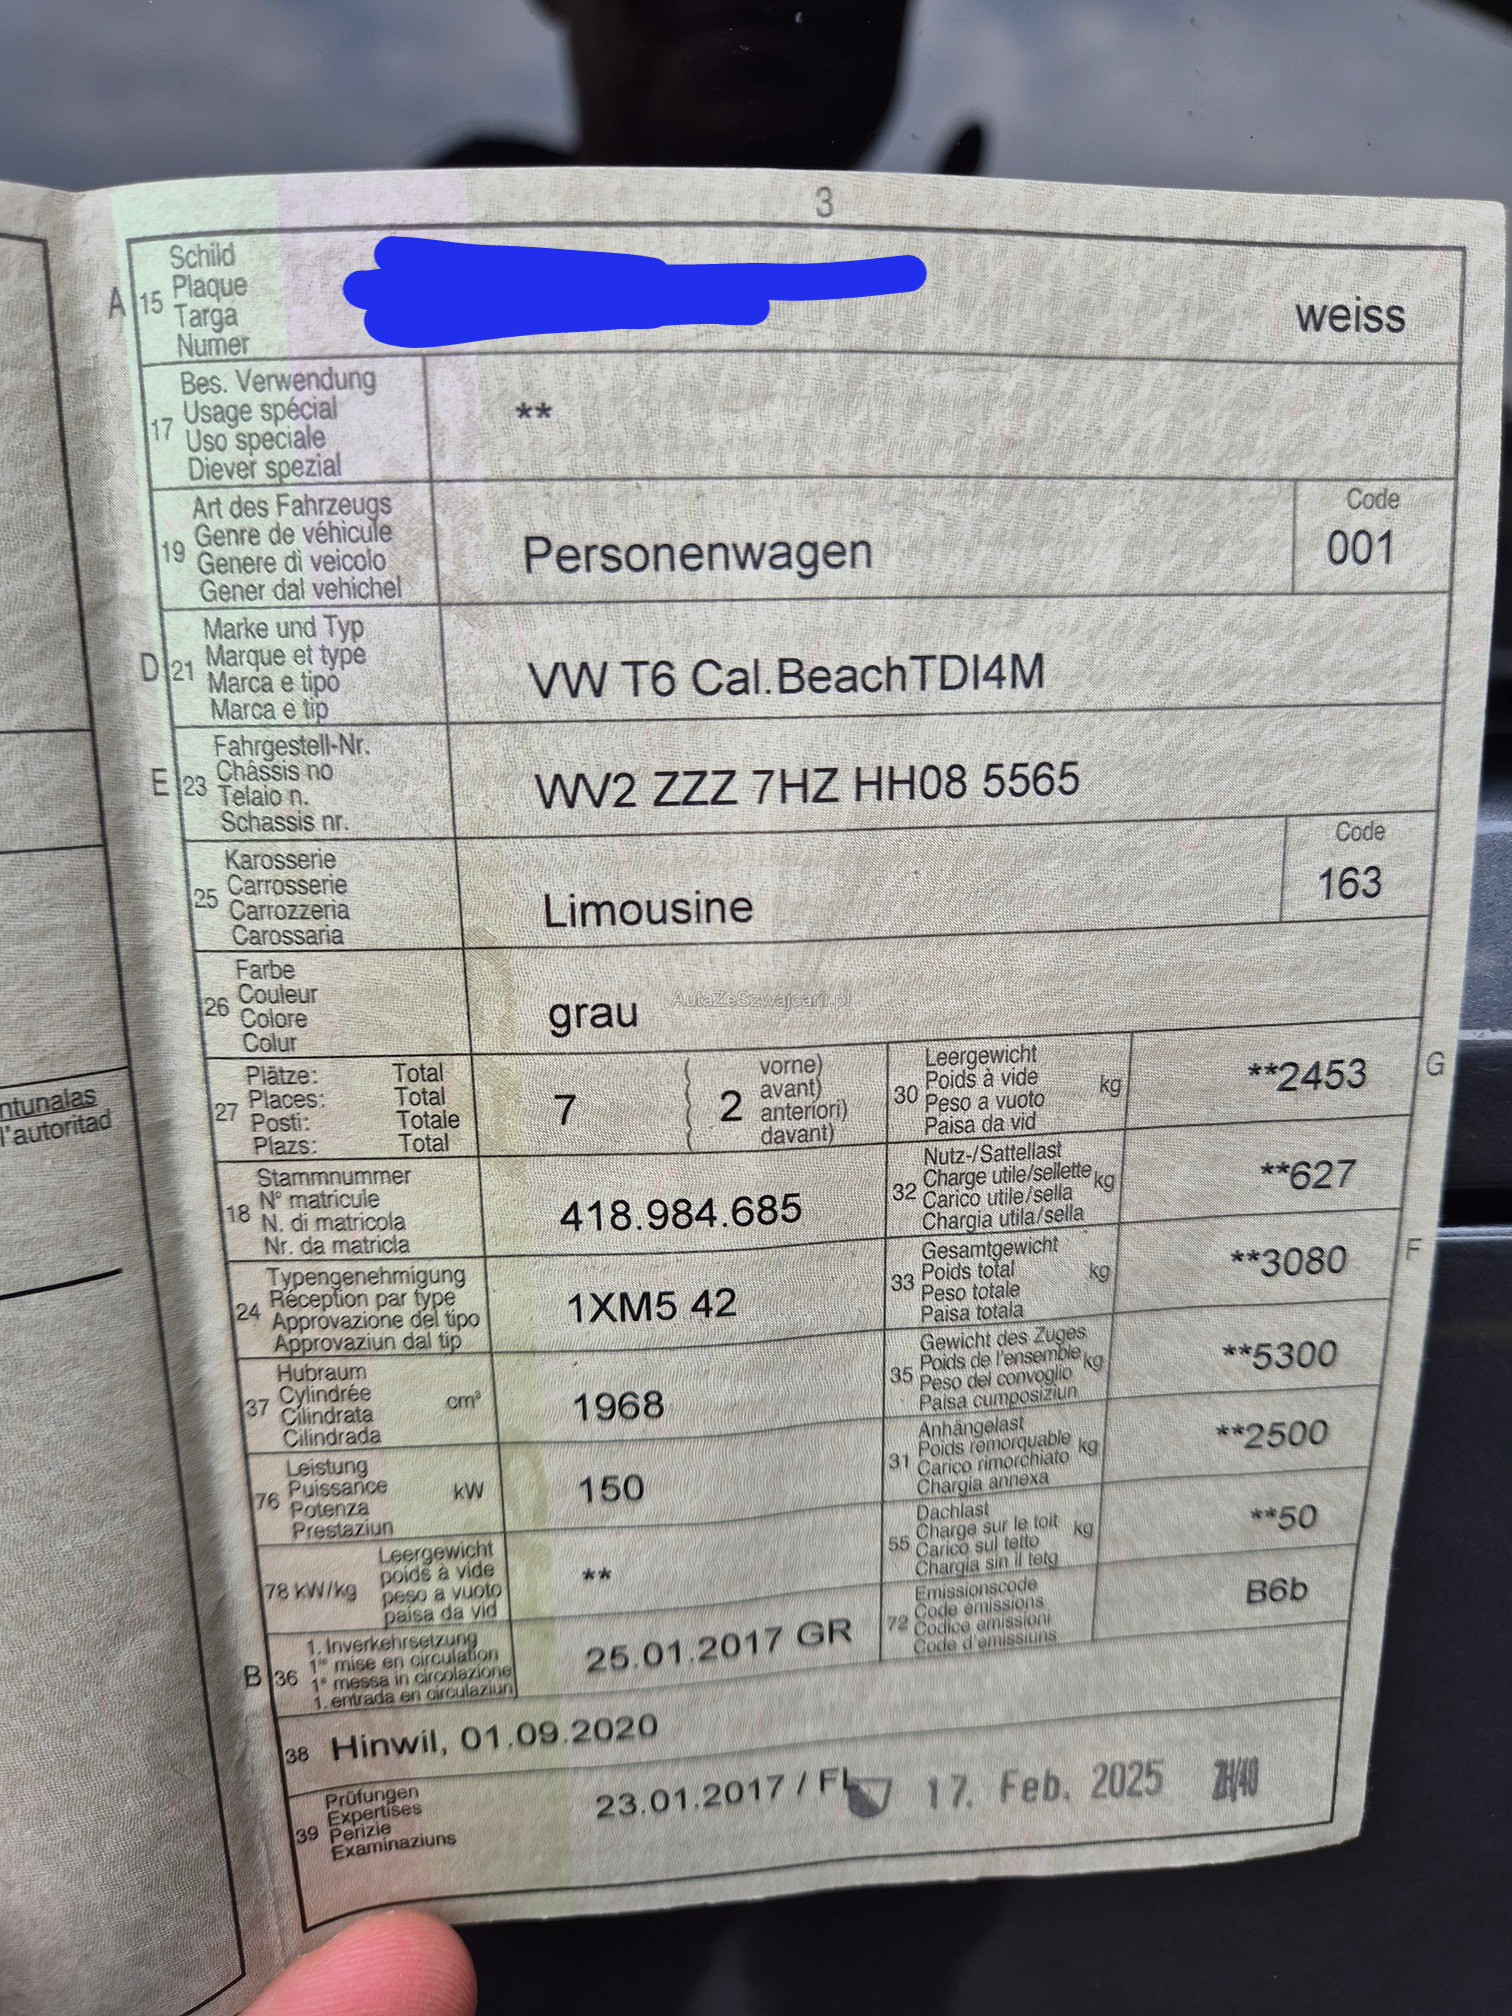 3
A 15 Schild
Plaque
Targa
Numer
weiss
17 Bes. Verwendung
Usage spécial
Uso speciale
Diever spezial
**
19 Art des Fahrzeugs
Genre de véhicule
Genere di veicolo
Gener dal vehichel
Personenwagen
Code
001
D 21 Marke und Typ
Marque et type
Marca e tipo
Marca e tip
VW T6 Cal.BeachTDI4M
E 23 Fahrgestell-Nr.
Châssis no
Telaio n.
Schassis nr.
WV2 ZZZ 7HZ HH08 5565
25 Karosserie
Carrosserie
Carrozzeria
Carossaria
Limousine
Code
163
26 Farbe
Couleur
Colore
Colur
grau
AutaZeSzwajcarii.pl
27 Plätze: Total
Places: Total
Posti: Totale
Plazs: Total
7
2
vorne)
avant)
anteriori)
davant)
30 Leergewicht
Poids à vide kg
Peso a vuoto
Paisa da vid
**2453
G
18 Stammnummer
N° matricule
N. di matricola
Nr. da matricla
418.984.685
32 Nutz-/Sattellast
Charge utile/sellette kg
Carico utile/sella
Chargia utila/sella
**627
24 Typengenehmigung
Réception par type
Approvazione del tipo
Approvaziun dal tip
1XM5 42
33 Gesamtgewicht
Poids total kg
Peso totale
Paisa totala
**3080
F
37 Hubraum
Cylindrée cm³
Cilindrata
Cilindrada
1968
35 Gewicht des Zuges
Poids de l'ensemble kg
Peso del convoglio
Paisa cumposiziun
**5300
76 Leistung
Puissance kW
Potenza
Prestaziun
150
31 Anhängelast
Poids remorquable kg
Carico rimorchiato
Chargia annexa
**2500
78 kW/kg Leergewicht
poids à vide
peso a vuoto
paisa da vid
**
55 Dachlast
Charge sur le toit kg
Carico sul tetto
Chargia sin il tetg
**50
B 36 1. Inverkehrsetzung
1re mise en circulation
1a messa in circolazione
1. entrada en circulaziun
25.01.2017 GR
72 Emissionscode
Code émissions
Codice emissioni
Code d'emissiuns
B6b
38 Hinwil, 01.09.2020
39 Prüfungen
Expertises
Perizie
Examinaziuns
23.01.2017 / FL
17. Feb. 2025 ZH/40
ntunalas
l'autoritad